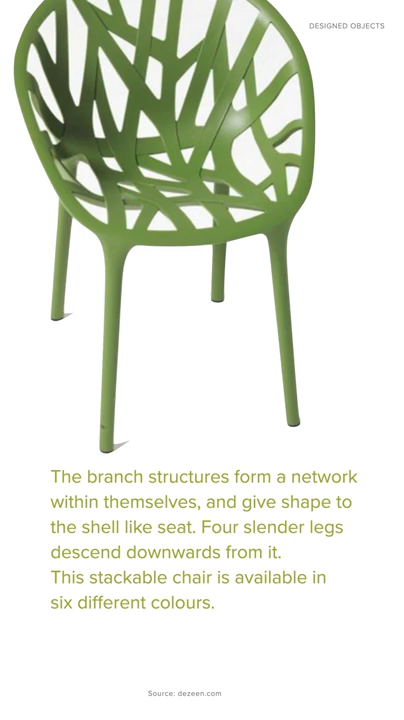 DESIGNED OBJECTS
The branch structures form a network
within themselves, and give shape to
the shell like seat. Four slender legs
descend downwards from it.
This stackable chair is available in
six different colours.
Source: dezeen.com